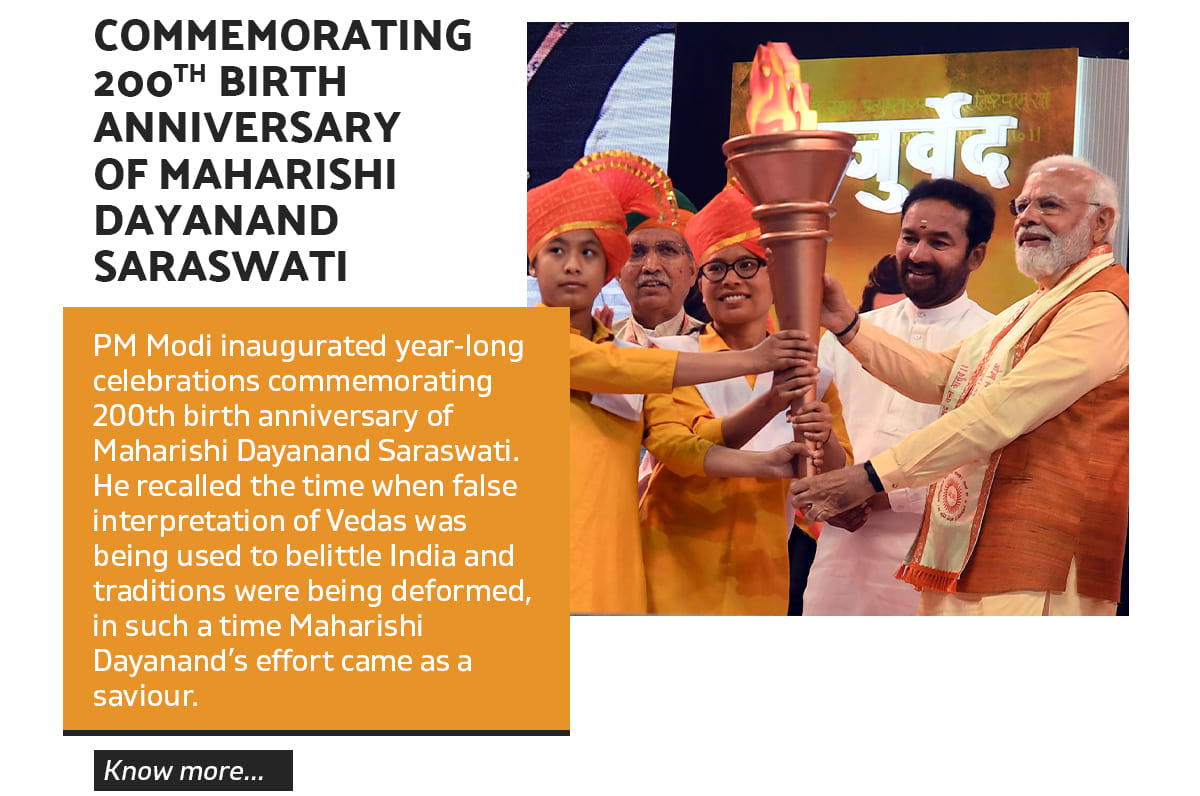 COMMEMORATING
200TH BIRTH
ANNIVERSARY
OF MAHARISHI
DAYANAND
SARASWATI
PM Modi inaugurated year-long
celebrations commemorating
200th birth anniversary of
Maharishi Dayanand Saraswati.
He recalled the time when false
interpretation of Vedas was
being used to belittle India and
traditions were being deformed,
in such a time Maharishi
Dayanand’s effort came as a
saviour.
Know more...